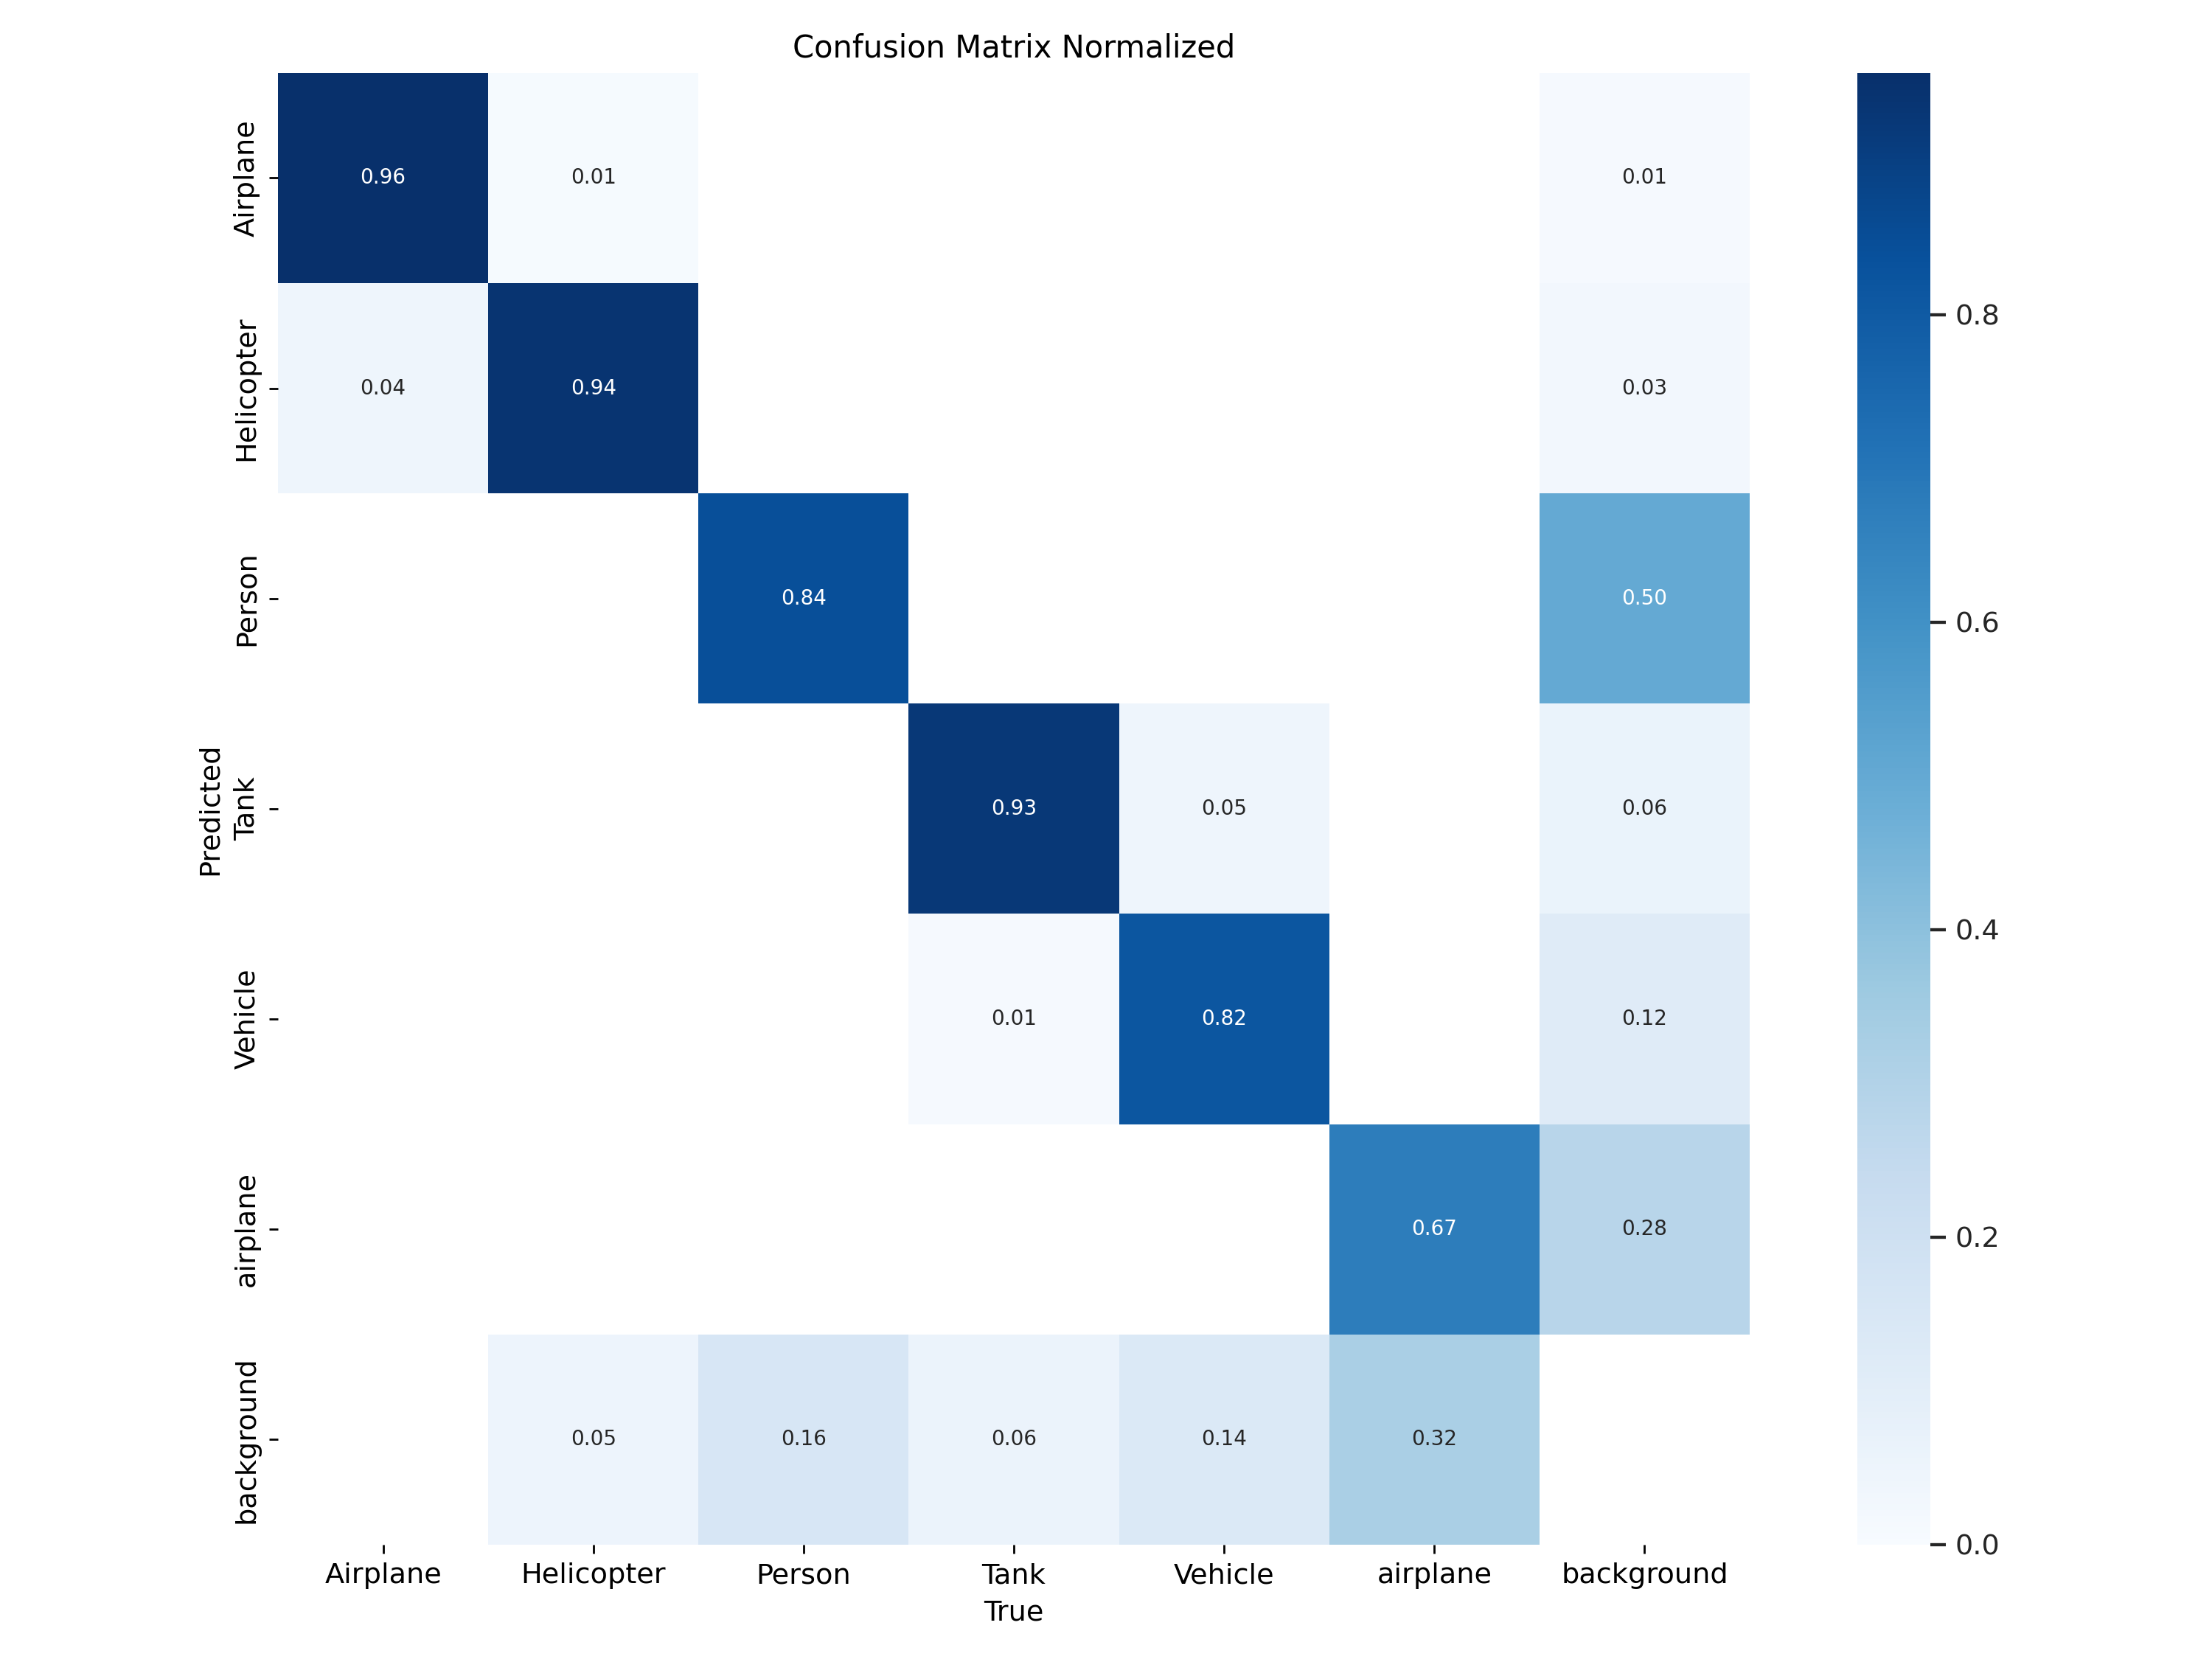 Confusion Matrix Normalized
Airplane 0.96 0.01 0.01
Helicopter 0.04 0.94 0.03
Person 0.84 0.50
Predicted
Tank 0.93 0.05 0.06
Vehicle 0.01 0.82 0.12
airplane 0.67 0.28
background 0.05 0.16 0.06 0.14 0.32
Airplane Helicopter Person Tank Vehicle airplane background
True
0.8
0.6
0.4
0.2
0.0